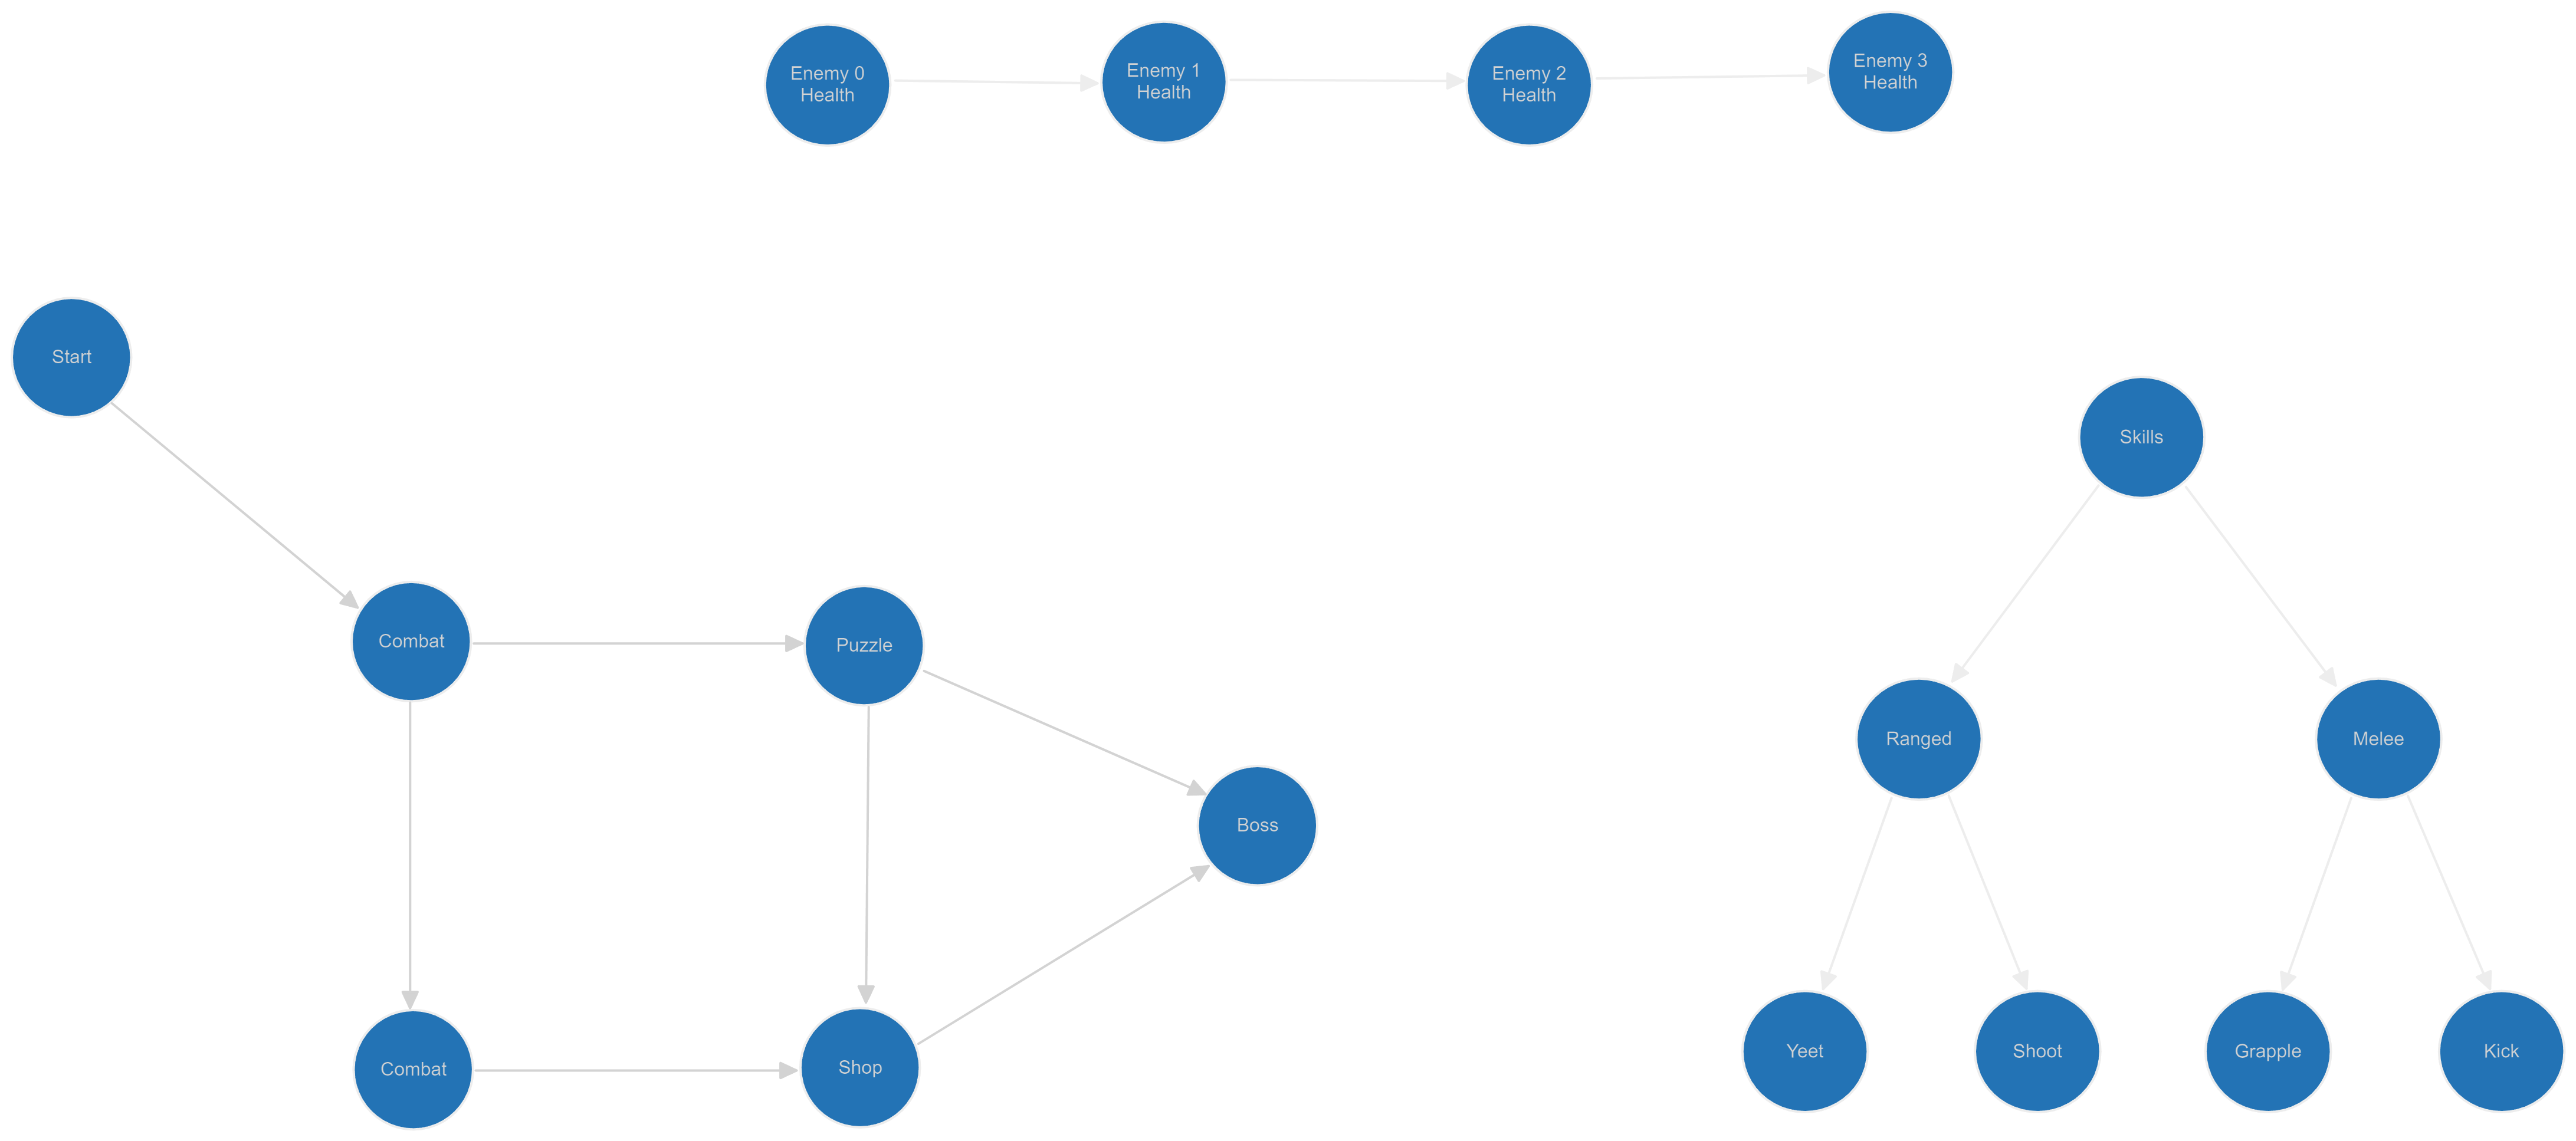 Enemy 0
Health
Enemy 1
Health
Enemy 2
Health
Enemy 3
Health
Start
Skills
Combat
Puzzle
Ranged
Melee
Boss
Combat
Shop
Yeet
Shoot
Grapple
Kick